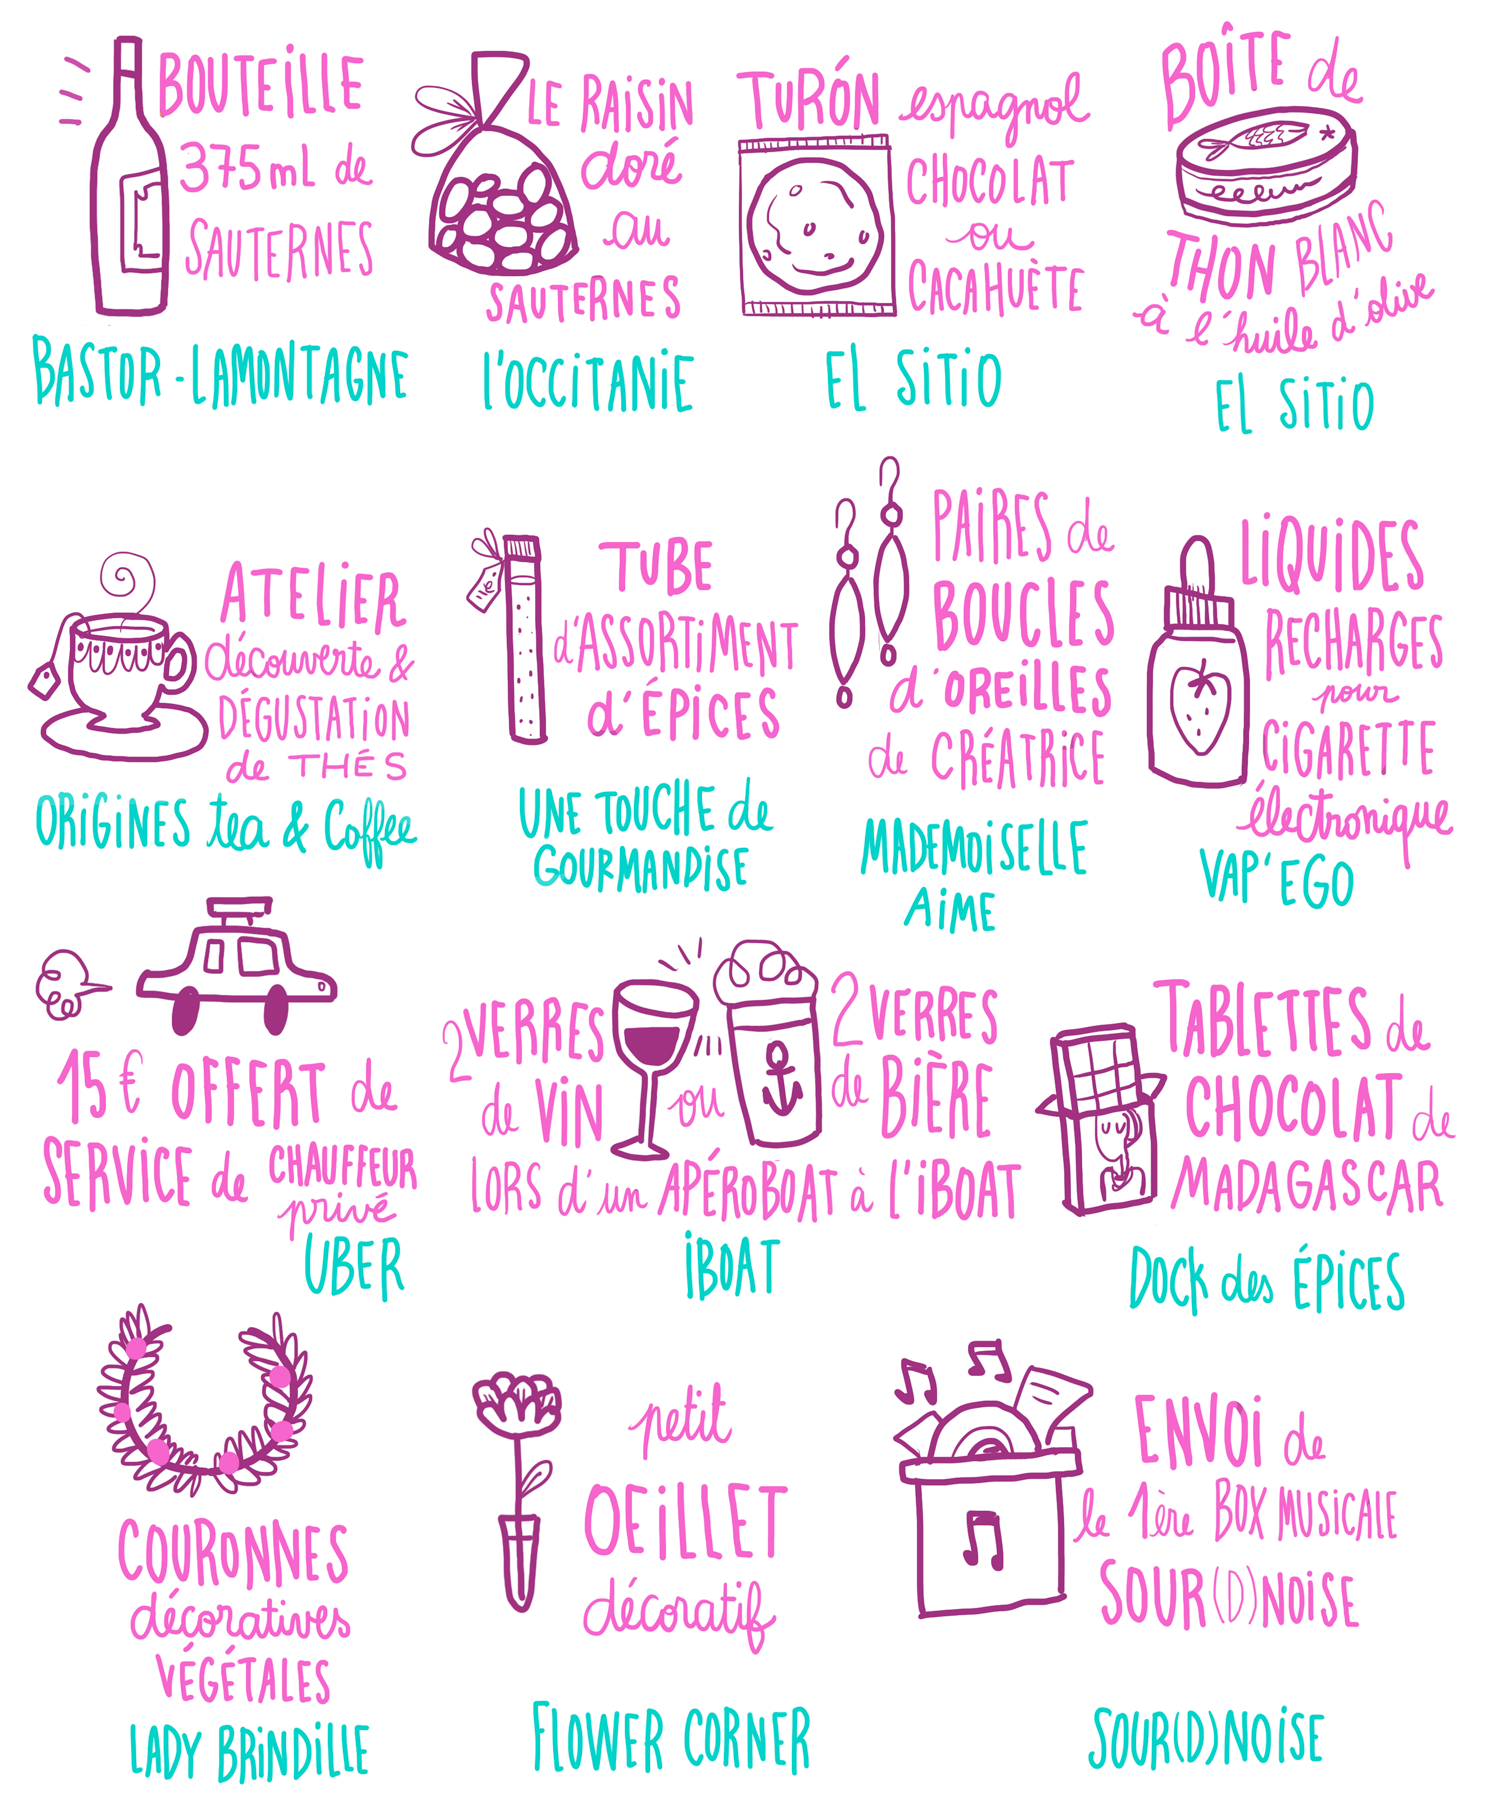 BOUTEILLE
375ml de
SAUTERNES
BASTOR-LAMONTAGNE
LE RAISIN
doré
au
SAUTERNES
L'OCCITANIE
TURÓN espagnol
CHOCOLAT
ou
CACAHUÈTE
EL SITIO
BOÎTE de
THON BLANC
à l'huile d'olive
EL SITIO
ATELIER
découverte &
DÉGUSTATION
de THÉS
ORIGINES tea & Coffee
TUBE
d'ASSORTIMENT
d'ÉPICES
UNE TOUCHE de
GOURMANDISE
PAIRES de
BOUCLES
d'OREILLES
de CRÉATRICE
MADEMOISELLE
AIME
LIQUIDES
RECHARGES
pour
CIGARETTE
électronique
VAP'EGO
15€ OFFERT de
SERVICE de CHAUFFEUR
privé
UBER
2 VERRES
de VIN
ou
2 VERRES
de BIÈRE
LORS d'un APÉROBOAT à l'iBOAT
iBOAT
TABLETTES de
CHOCOLAT de
MADAGASCAR
DOCK des ÉPICES
COURONNES
décoratives
VÉGÉTALES
LADY BRINDILLE
petit
OEILLET
décoratif
FLOWER CORNER
ENVOI de
le 1ère BOX MUSICALE
SOUR(D)NOISE
SOUR(D)NOISE